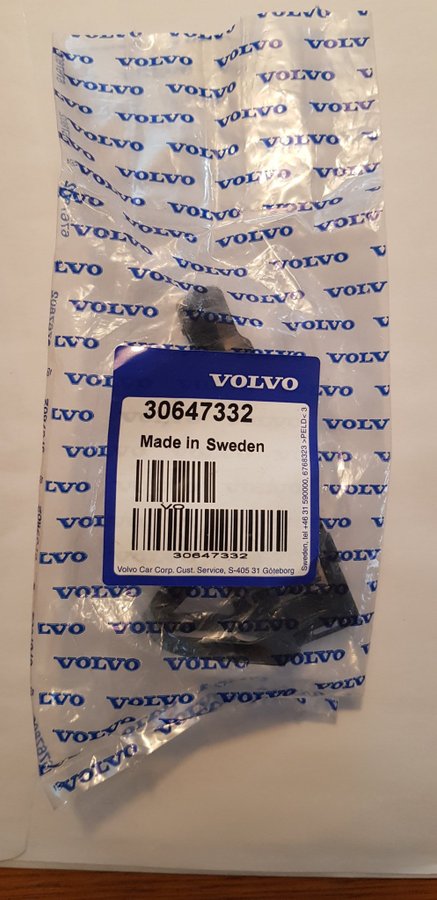 VOLVO
30647332
Made in Sweden
VO
30647332
Volvo Car Corp. Cust. Service, S-405 31 Göteborg
Sweden, tel +46 31 590000, 6768323 >PELD< 3